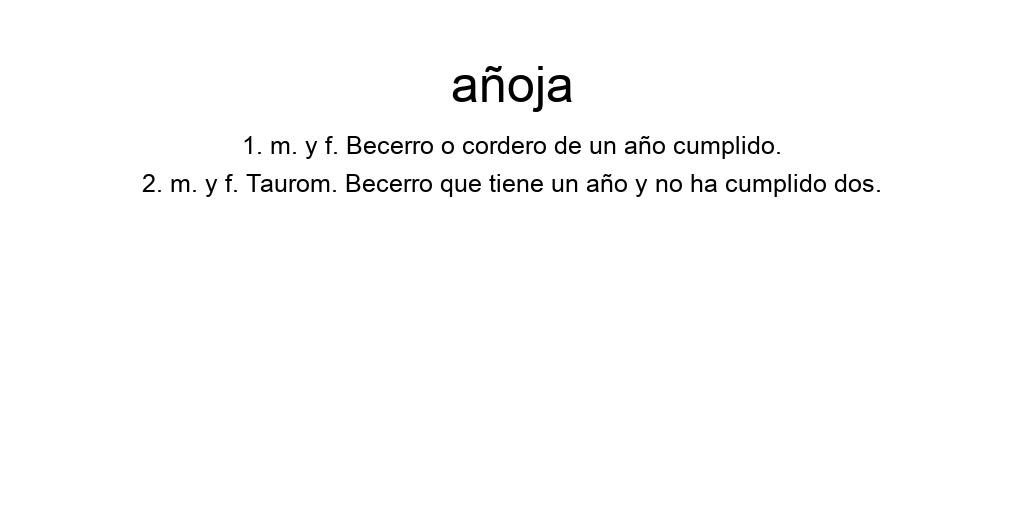 añoja
1. m. y f. Becerro o cordero de un año cumplido.
2. m. y f. Taurom. Becerro que tiene un año y no ha cumplido dos.